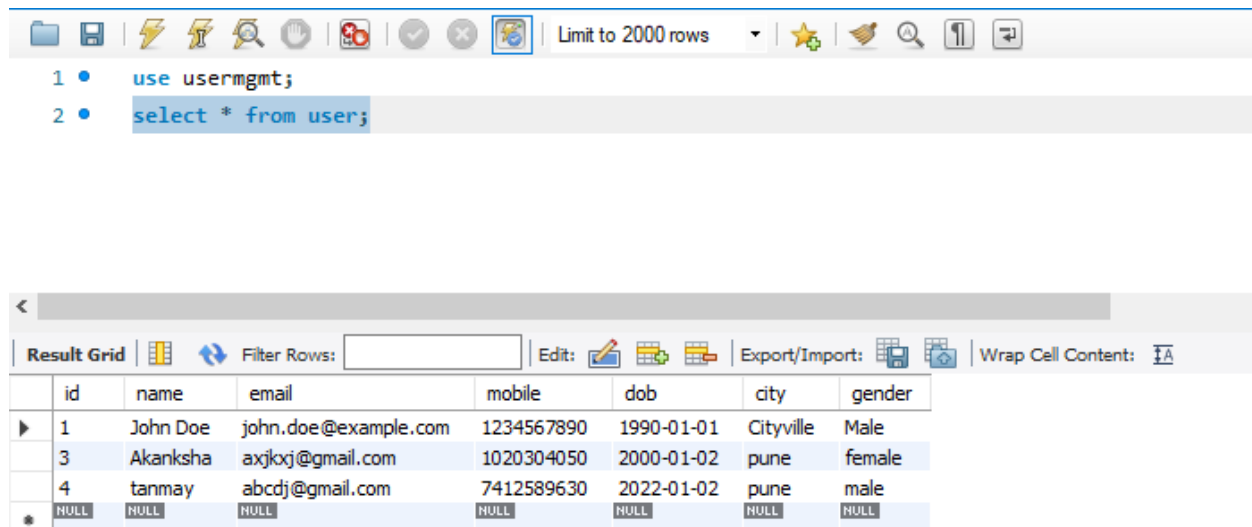 Limit to 2000 rows
1 use usermgmt;
2 select * from user;
Result Grid Filter Rows: Edit: Export/Import: Wrap Cell Content:
id name email mobile dob city gender
1 John Doe john.doe@example.com 1234567890 1990-01-01 Cityville Male
3 Akanksha axjkxj@gmail.com 1020304050 2000-01-02 pune female
4 tanmay abcdj@gmail.com 7412589630 2022-01-02 pune male
NULL NULL NULL NULL NULL NULL NULL